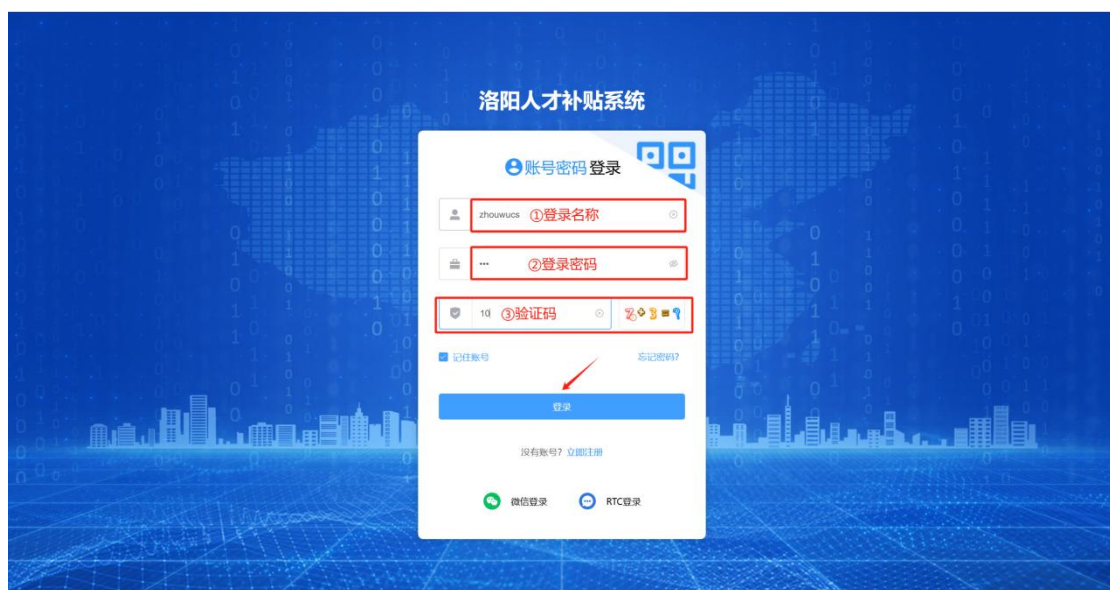 洛阳人才补贴系统
账号密码 登录
zhouwucs ①登录名称
••• ②登录密码
10 ③验证码 7+3=?
记住账号 忘记密码?
登录
没有账号? 立即注册
微信登录 RTC登录